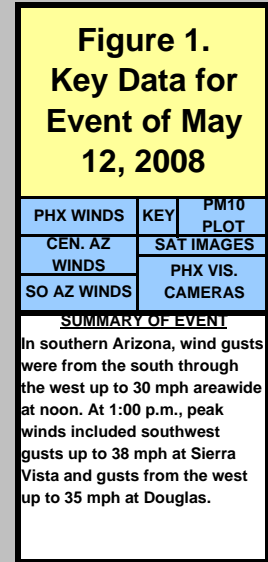 Figure 1.
Key Data for
Event of May
12, 2008
PHX WINDS
KEY
PM10
PLOT
CEN. AZ
WINDS
SAT IMAGES
SO AZ WINDS
PHX VIS.
CAMERAS
SUMMARY OF EVENT
In southern Arizona, wind gusts
were from the south through
the west up to 30 mph areawide
at noon. At 1:00 p.m., peak
winds included southwest
gusts up to 38 mph at Sierra
Vista and gusts from the west
up to 35 mph at Douglas.